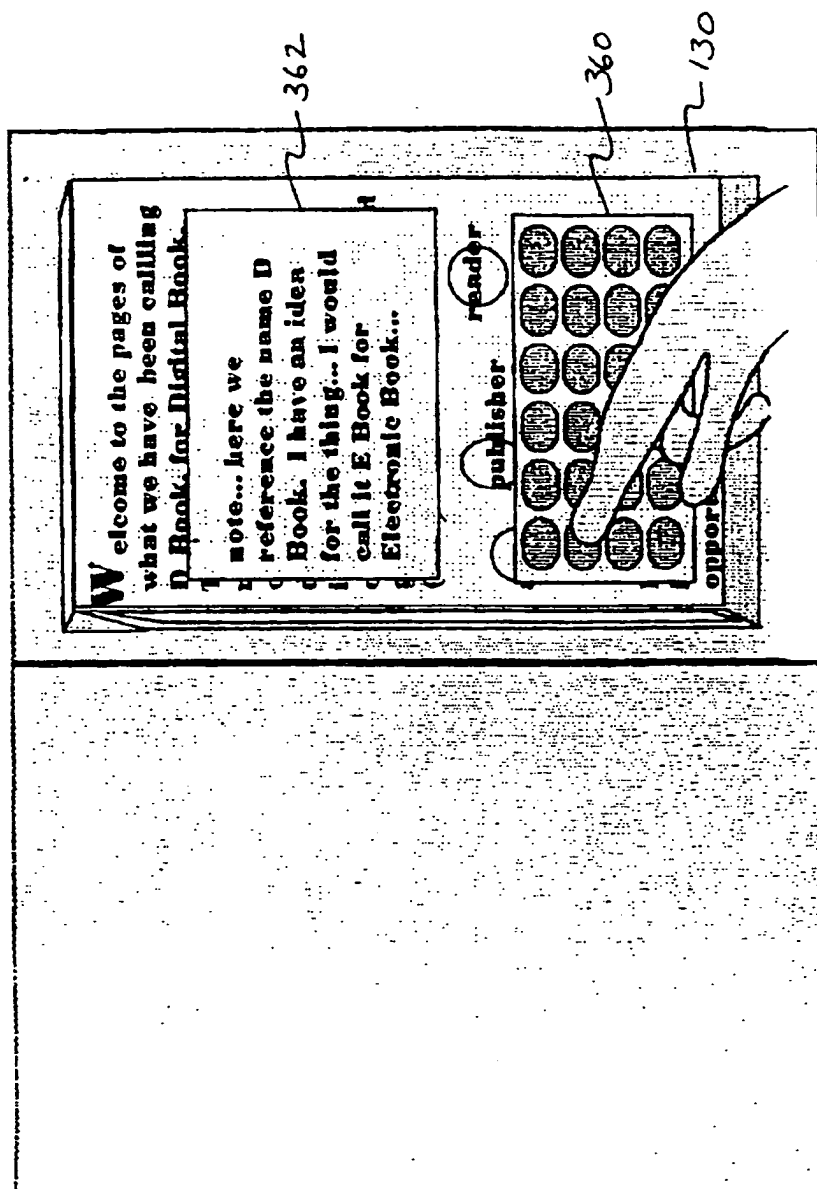 Welcome to the pages of
what we have been callling
D Book, for Digital Book.
note... here we
reference the name D
Book. I have an idea
for the thing... I would
call it E Book for
Electronic Book...
publisher reader
oppor
362
360
130